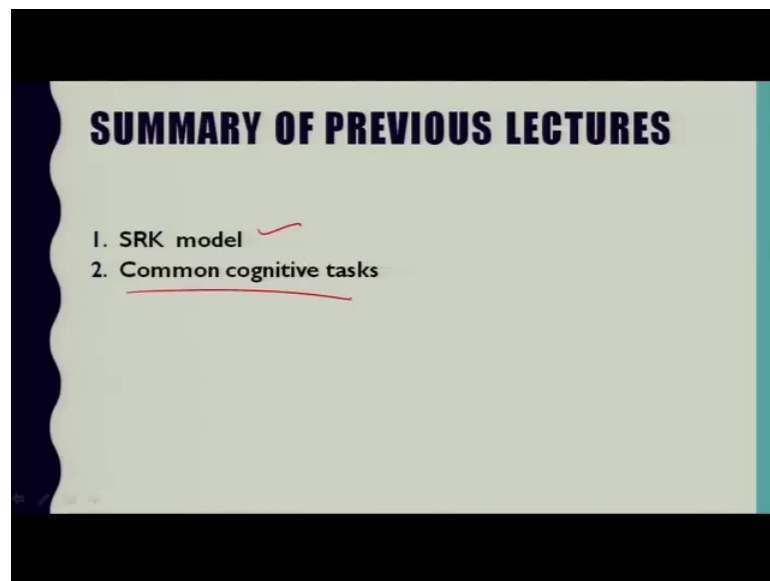 SUMMARY OF PREVIOUS LECTURES
1. SRK model
2. Common cognitive tasks